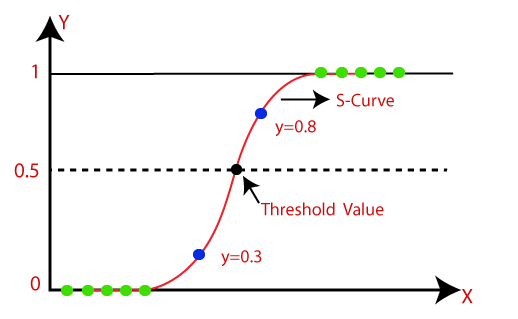 Y
1
S-Curve
y=0.8
0.5
Threshold Value
y=0.3
0
X